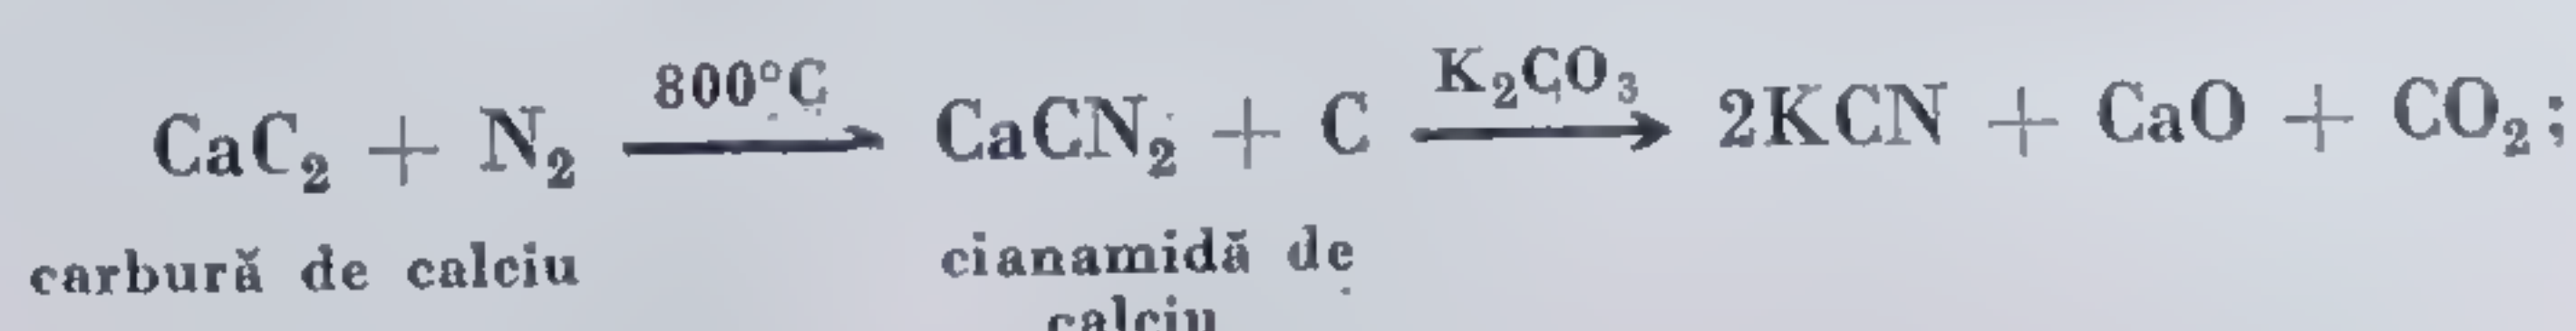 800°C K₂CO₃
CaC₂ + N₂ ⟶ CaCN₂ + C ⟶ 2KCN + CaO + CO₂;
carbură de calciu cianamidă de
calciu